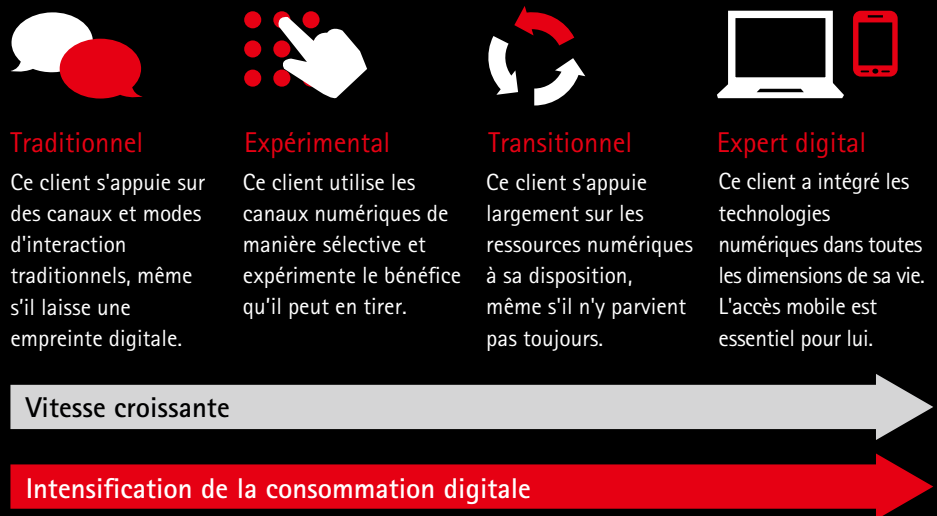 Traditionnel
Ce client s'appuie sur
des canaux et modes
d'interaction
traditionnels, même
s'il laisse une
empreinte digitale.
Expérimental
Ce client utilise les
canaux numériques de
manière sélective et
expérimente le bénéfice
qu'il peut en tirer.
Transitionnel
Ce client s'appuie
largement sur les
ressources numériques
à sa disposition,
même s'il n'y parvient
pas toujours.
Expert digital
Ce client a intégré les
technologies
numériques dans toutes
les dimensions de sa vie.
L'accès mobile est
essentiel pour lui.
Vitesse croissante
Intensification de la consommation digitale